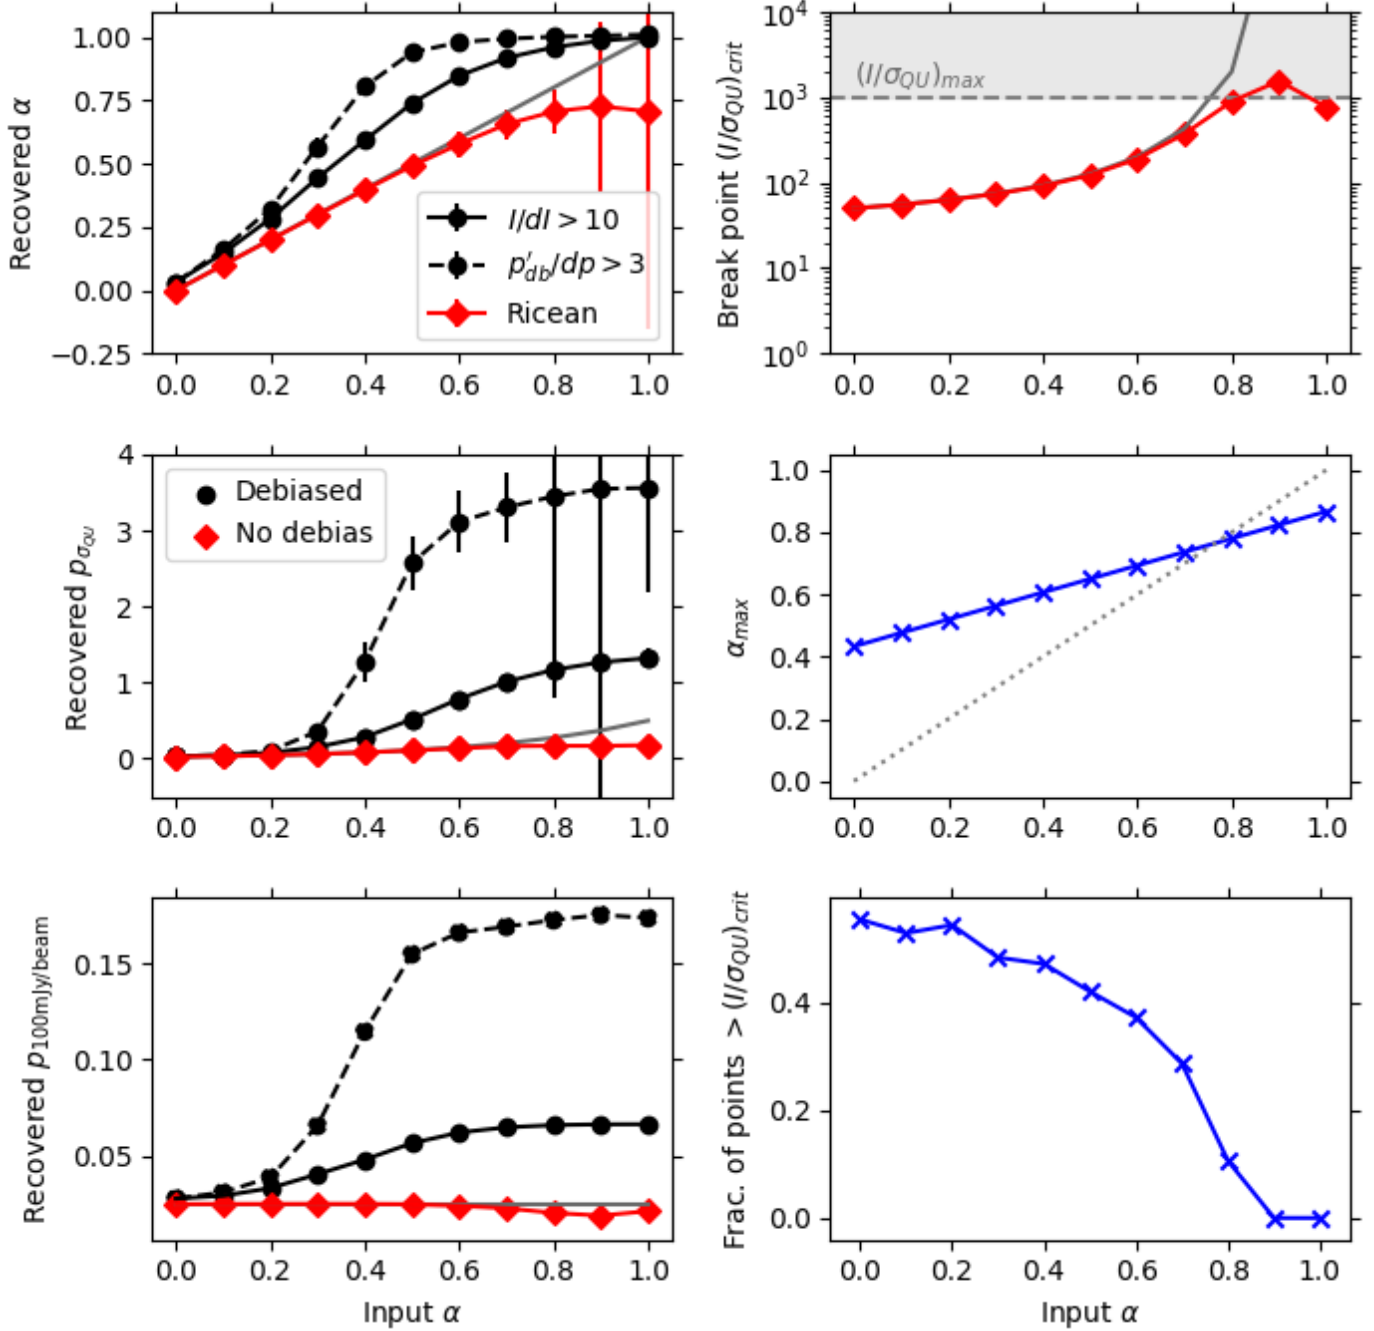 Recovered α
1.00
0.75
0.50
0.25
0.00
−0.25
I/dI > 10
p′db/dp > 3
Ricean
0.0 0.2 0.4 0.6 0.8 1.0
Break point (I/σQU)crit
10⁴
10³
10²
10¹
10⁰
(I/σQU)max
0.0 0.2 0.4 0.6 0.8 1.0
Recovered pσQU
4
3
2
1
0
Debiased
No debias
0.0 0.2 0.4 0.6 0.8 1.0
αmax
1.0
0.8
0.6
0.4
0.2
0.0
0.0 0.2 0.4 0.6 0.8 1.0
Recovered p100mJy/beam
0.15
0.10
0.05
0.0 0.2 0.4 0.6 0.8 1.0
Input α
Frac. of points > (I/σQU)crit
0.4
0.2
0.0
0.0 0.2 0.4 0.6 0.8 1.0
Input α